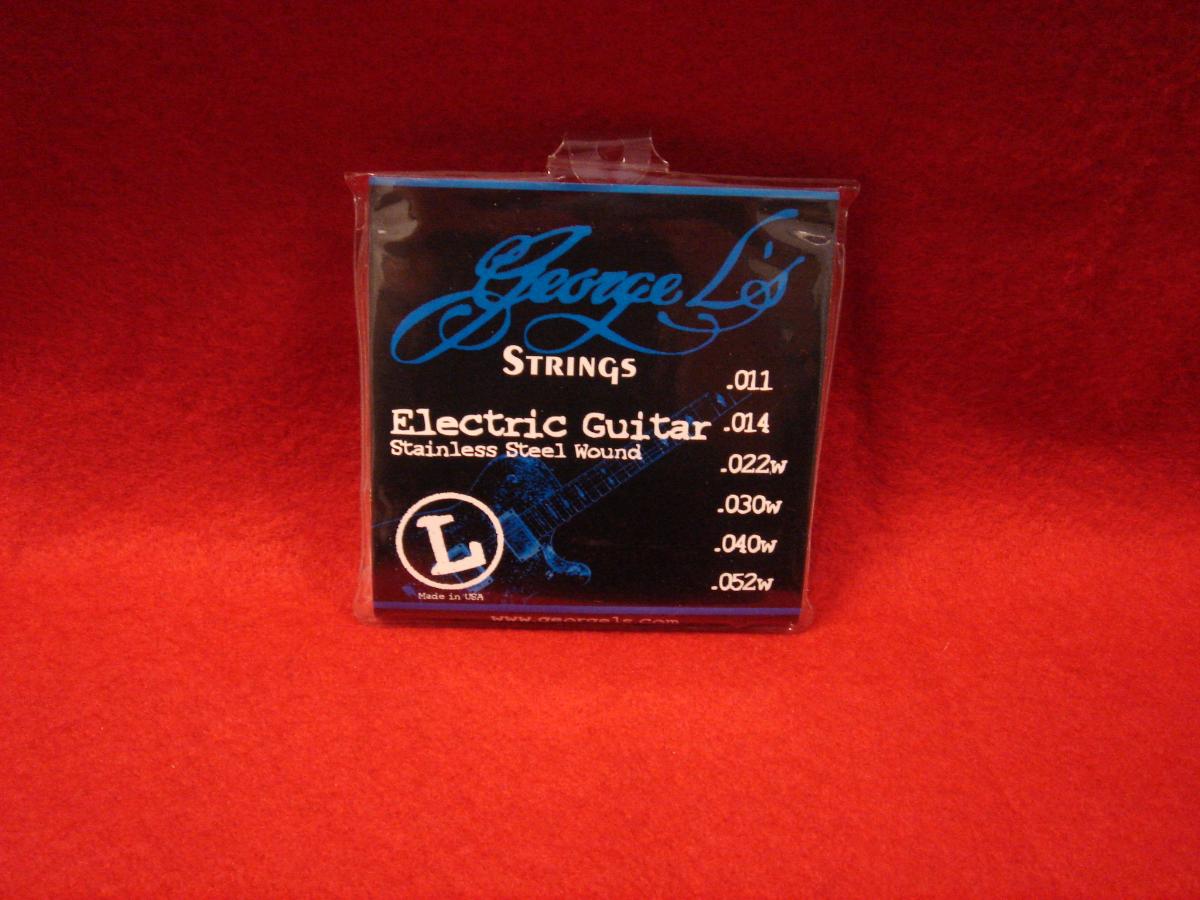 George L's
STRINGS
Electric Guitar
Stainless Steel Wound
.011
.014
.022w
.030w
.040w
.052w
L
Made in USA
www.georgels.com